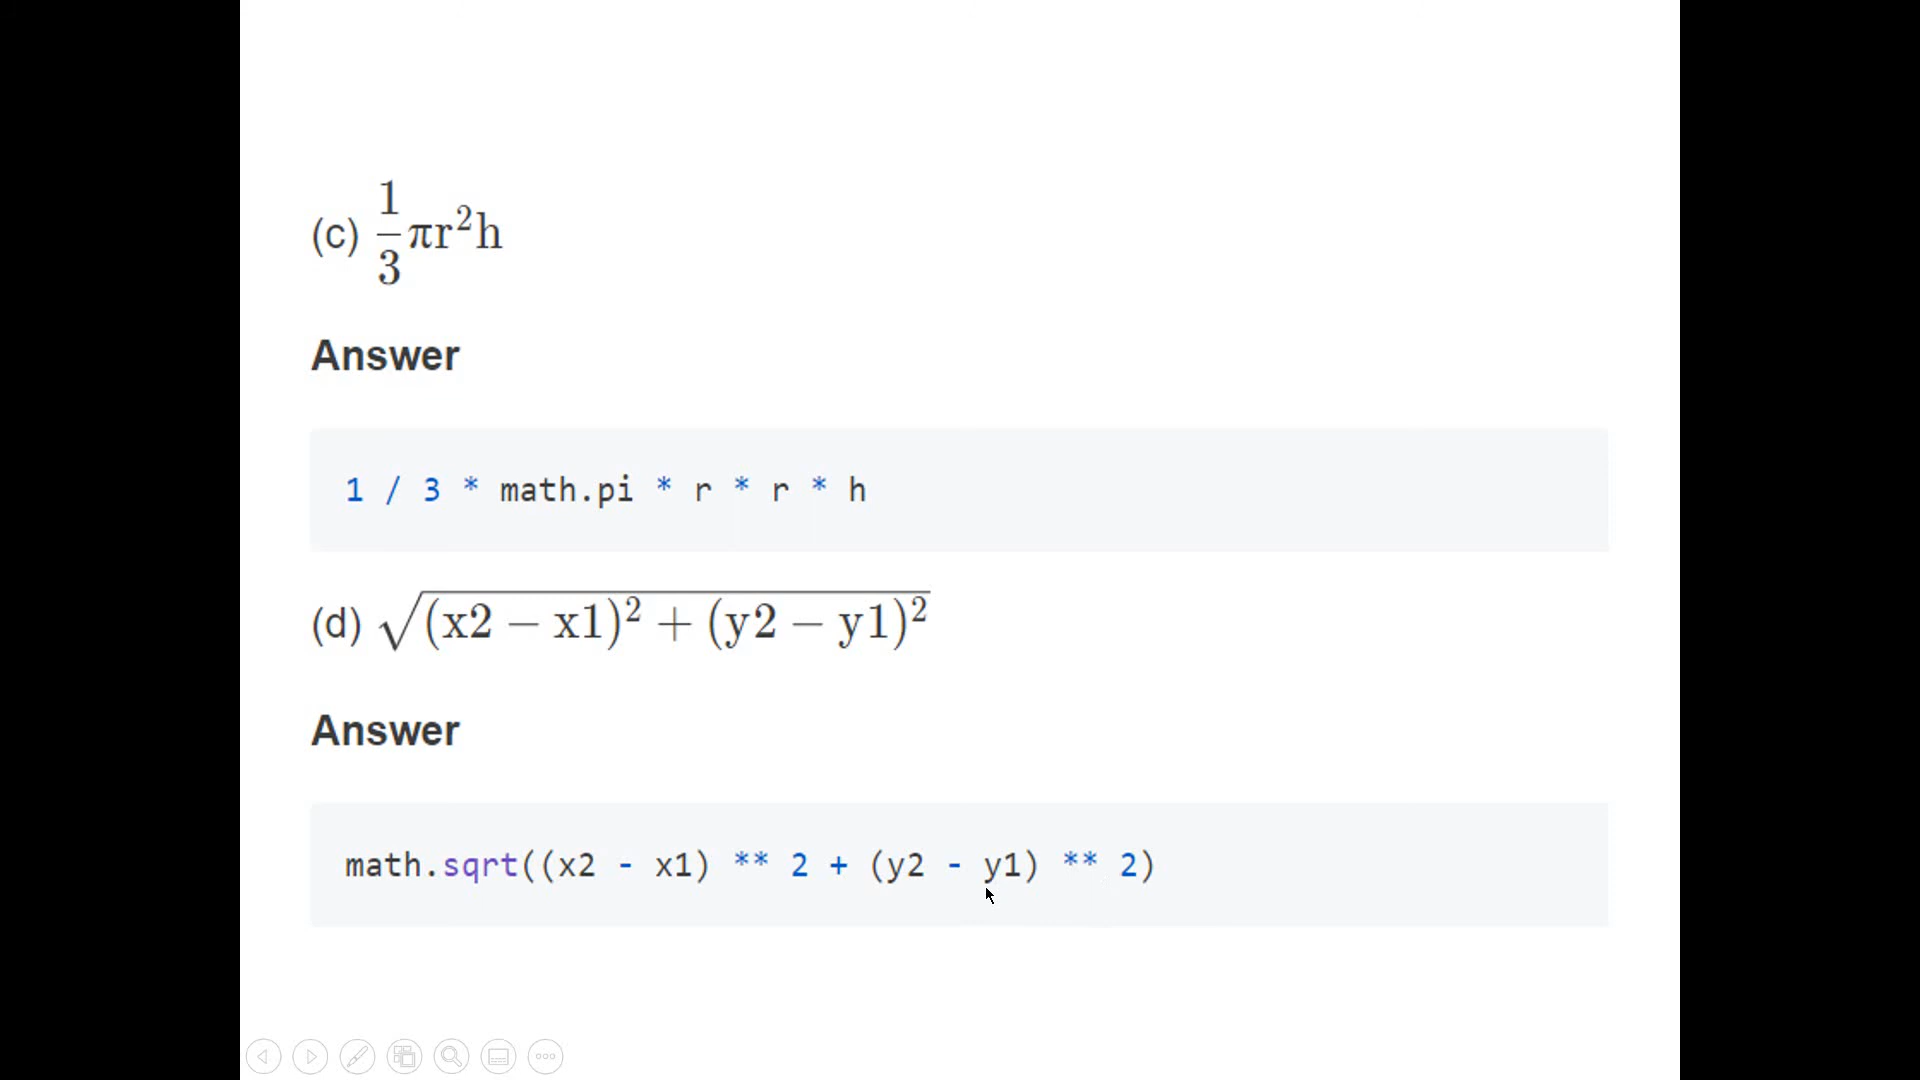 (c) 1/3 πr²h
Answer
1 / 3 * math.pi * r * r * h
(d) √(x2 − x1)² + (y2 − y1)²
Answer
math.sqrt((x2 - x1) ** 2 + (y2 - y1) ** 2)